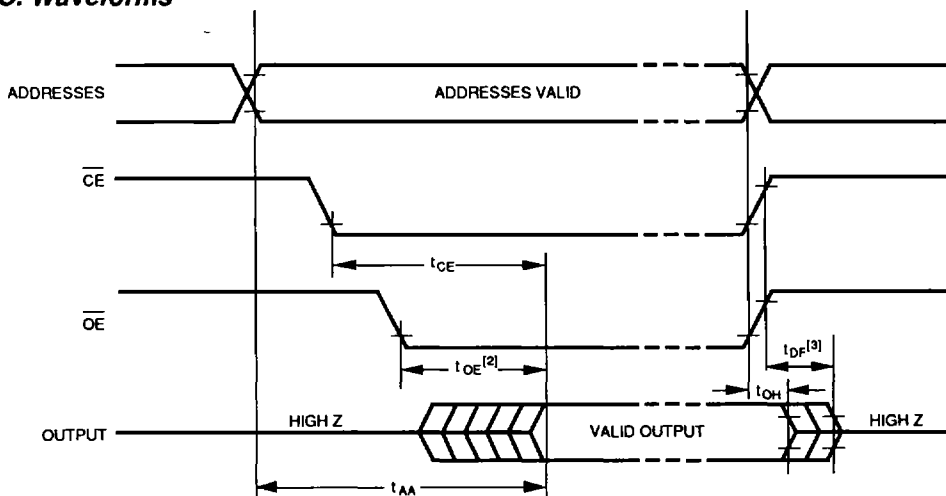 Waveforms
ADDRESSES
ADDRESSES VALID
CE
tCE
OE
tOE[2]
tDF[3]
tOH
OUTPUT
HIGH Z
VALID OUTPUT
HIGH Z
tAA